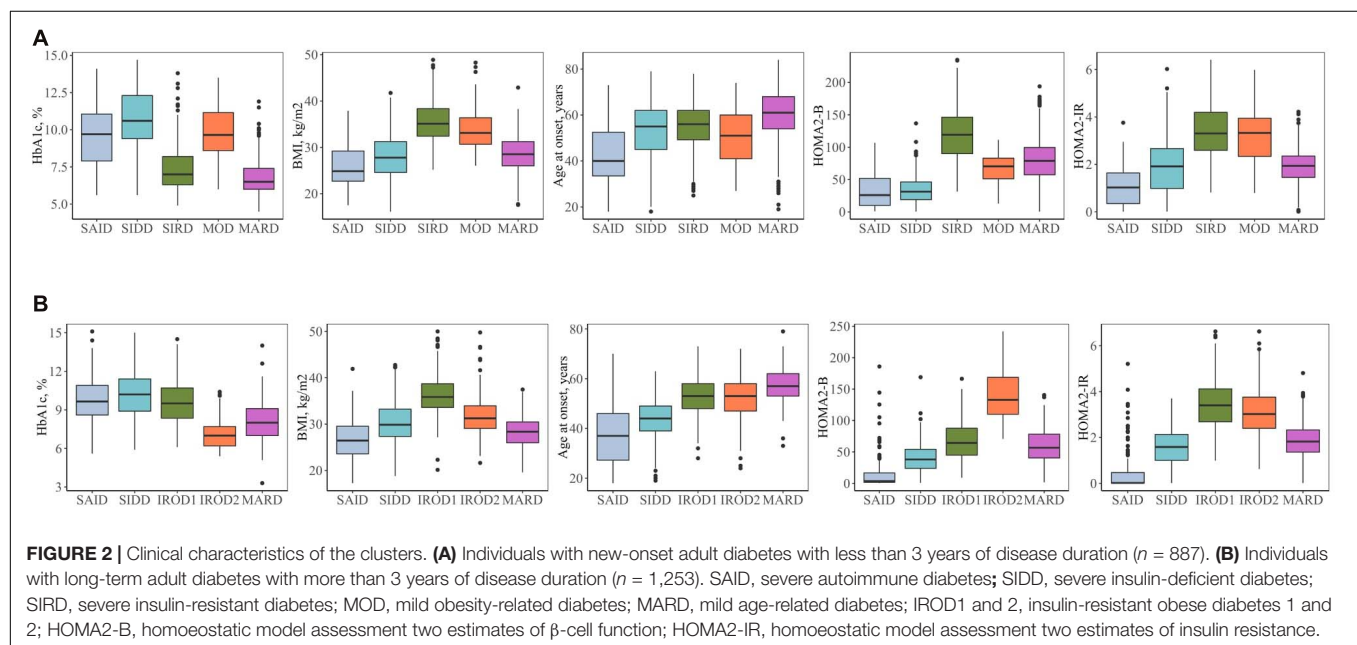 A
HbA1c, %
15.0
12.5
10.0
7.5
5.0
SAID SIDD SIRD MOD MARD
BMI, kg/m2
50
40
30
20
SAID SIDD SIRD MOD MARD
Age at onset, years
80
60
40
20
SAID SIDD SIRD MOD MARD
HOMA2-B
250
200
150
100
50
0
SAID SIDD SIRD MOD MARD
HOMA2-IR
6
4
2
0
SAID SIDD SIRD MOD MARD
B
HbA1c, %
15
12
9
6
3
SAID SIDD IROD1 IROD2 MARD
BMI, kg/m2
50
40
30
20
SAID SIDD IROD1 IROD2 MARD
Age at onset, years
80
60
40
20
SAID SIDD IROD1 IROD2 MARD
HOMA2-B
250
200
150
100
50
0
SAID SIDD IROD1 IROD2 MARD
HOMA2-IR
6
4
2
0
SAID SIDD IROD1 IROD2 MARD
FIGURE 2 | Clinical characteristics of the clusters. (A) Individuals with new-onset adult diabetes with less than 3 years of disease duration (n = 887). (B) Individuals
with long-term adult diabetes with more than 3 years of disease duration (n = 1,253). SAID, severe autoimmune diabetes; SIDD, severe insulin-deficient diabetes;
SIRD, severe insulin-resistant diabetes; MOD, mild obesity-related diabetes; MARD, mild age-related diabetes; IROD1 and 2, insulin-resistant obese diabetes 1 and
2; HOMA2-B, homoeostatic model assessment two estimates of β-cell function; HOMA2-IR, homoeostatic model assessment two estimates of insulin resistance.